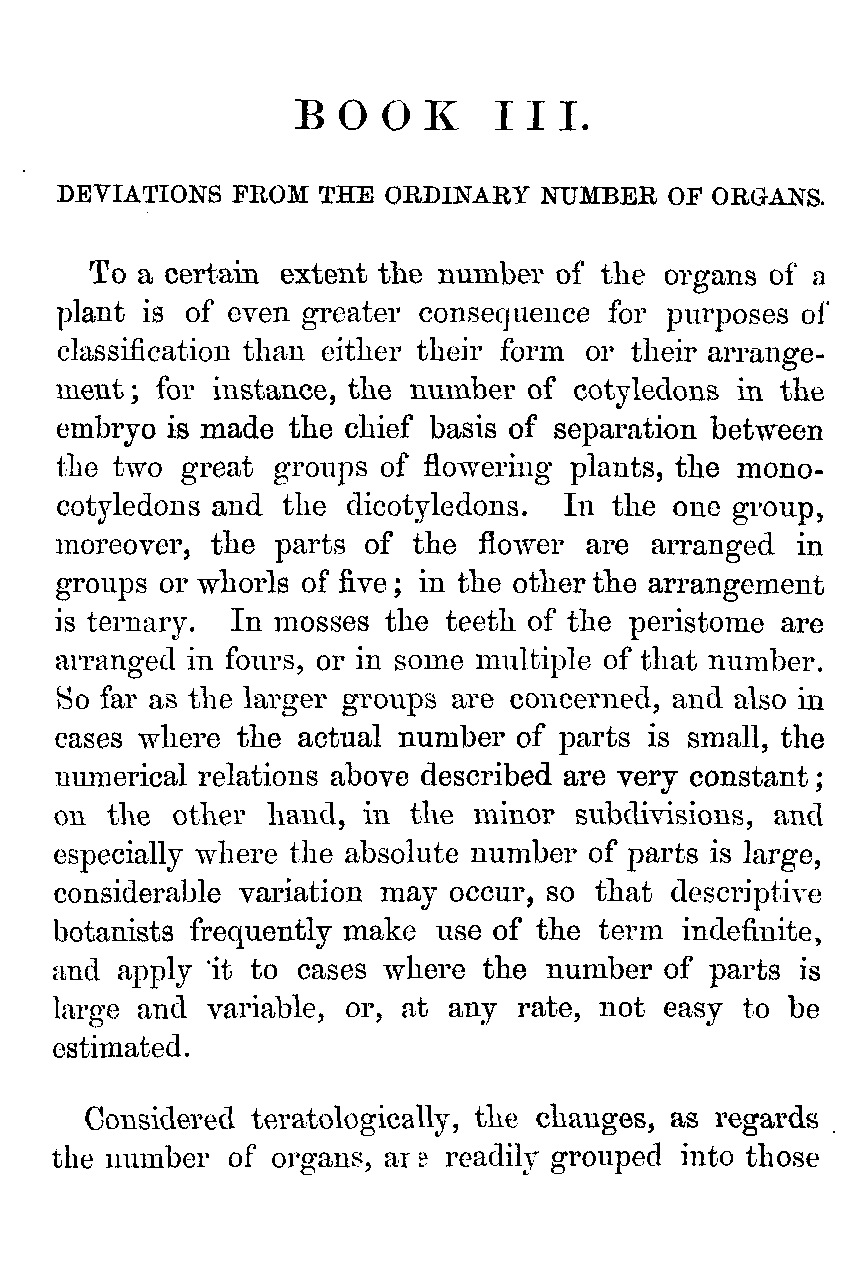 BOOK III.
DEVIATIONS FROM THE ORDINARY NUMBER OF ORGANS.
To a certain extent the number of the organs of a
plant is of even greater consequence for purposes of
classification than either their form or their arrange-
ment; for instance, the number of cotyledons in the
embryo is made the chief basis of separation between
the two great groups of flowering plants, the mono-
cotyledons and the dicotyledons. In the one group,
moreover, the parts of the flower are arranged in
groups or whorls of five; in the other the arrangement
is ternary. In mosses the teeth of the peristome are
arranged in fours, or in some multiple of that number.
So far as the larger groups are concerned, and also in
cases where the actual number of parts is small, the
numerical relations above described are very constant;
on the other hand, in the minor subdivisions, and
especially where the absolute number of parts is large,
considerable variation may occur, so that descriptive
botanists frequently make use of the term indefinite,
and apply it to cases where the number of parts is
large and variable, or, at any rate, not easy to be
estimated.
Considered teratologically, the changes, as regards
the number of organs, are readily grouped into those